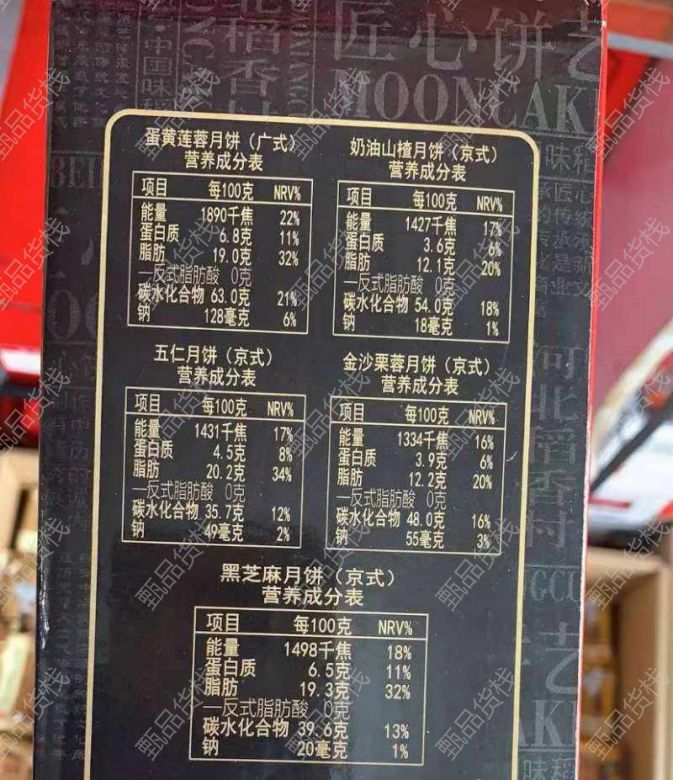 匠心饼艺
MOONCAK
中国味稻
北稻香村
蛋黄莲蓉月饼（广式）
营养成分表
项目 每100克 NRV%
能量 1890千焦 22%
蛋白质 6.8克 11%
脂肪 19.0克 32%
—反式脂肪酸 0克
碳水化合物 63.0克 21%
钠 128毫克 6%
奶油山楂月饼（京式）
营养成分表
项目 每100克 NRV%
能量 1427千焦 17%
蛋白质 3.6克 6%
脂肪 12.1克 20%
—反式脂肪酸 0克
碳水化合物 54.0克 18%
钠 18毫克 1%
五仁月饼（京式）
营养成分表
项目 每100克 NRV%
能量 1431千焦 17%
蛋白质 4.5克 8%
脂肪 20.2克 34%
—反式脂肪酸 0克
碳水化合物 35.7克 12%
钠 49毫克 2%
金沙栗蓉月饼（京式）
营养成分表
项目 每100克 NRV%
能量 1334千焦 16%
蛋白质 3.9克 6%
脂肪 12.2克 20%
—反式脂肪酸 0克
碳水化合物 48.0克 16%
钠 55毫克 3%
黑芝麻月饼（京式）
营养成分表
项目 每100克 NRV%
能量 1498千焦 18%
蛋白质 6.5克 11%
脂肪 19.3克 32%
—反式脂肪酸 0克
碳水化合物 39.6克 13%
钠 20毫克 1%
河北稻香村
甄品货栈